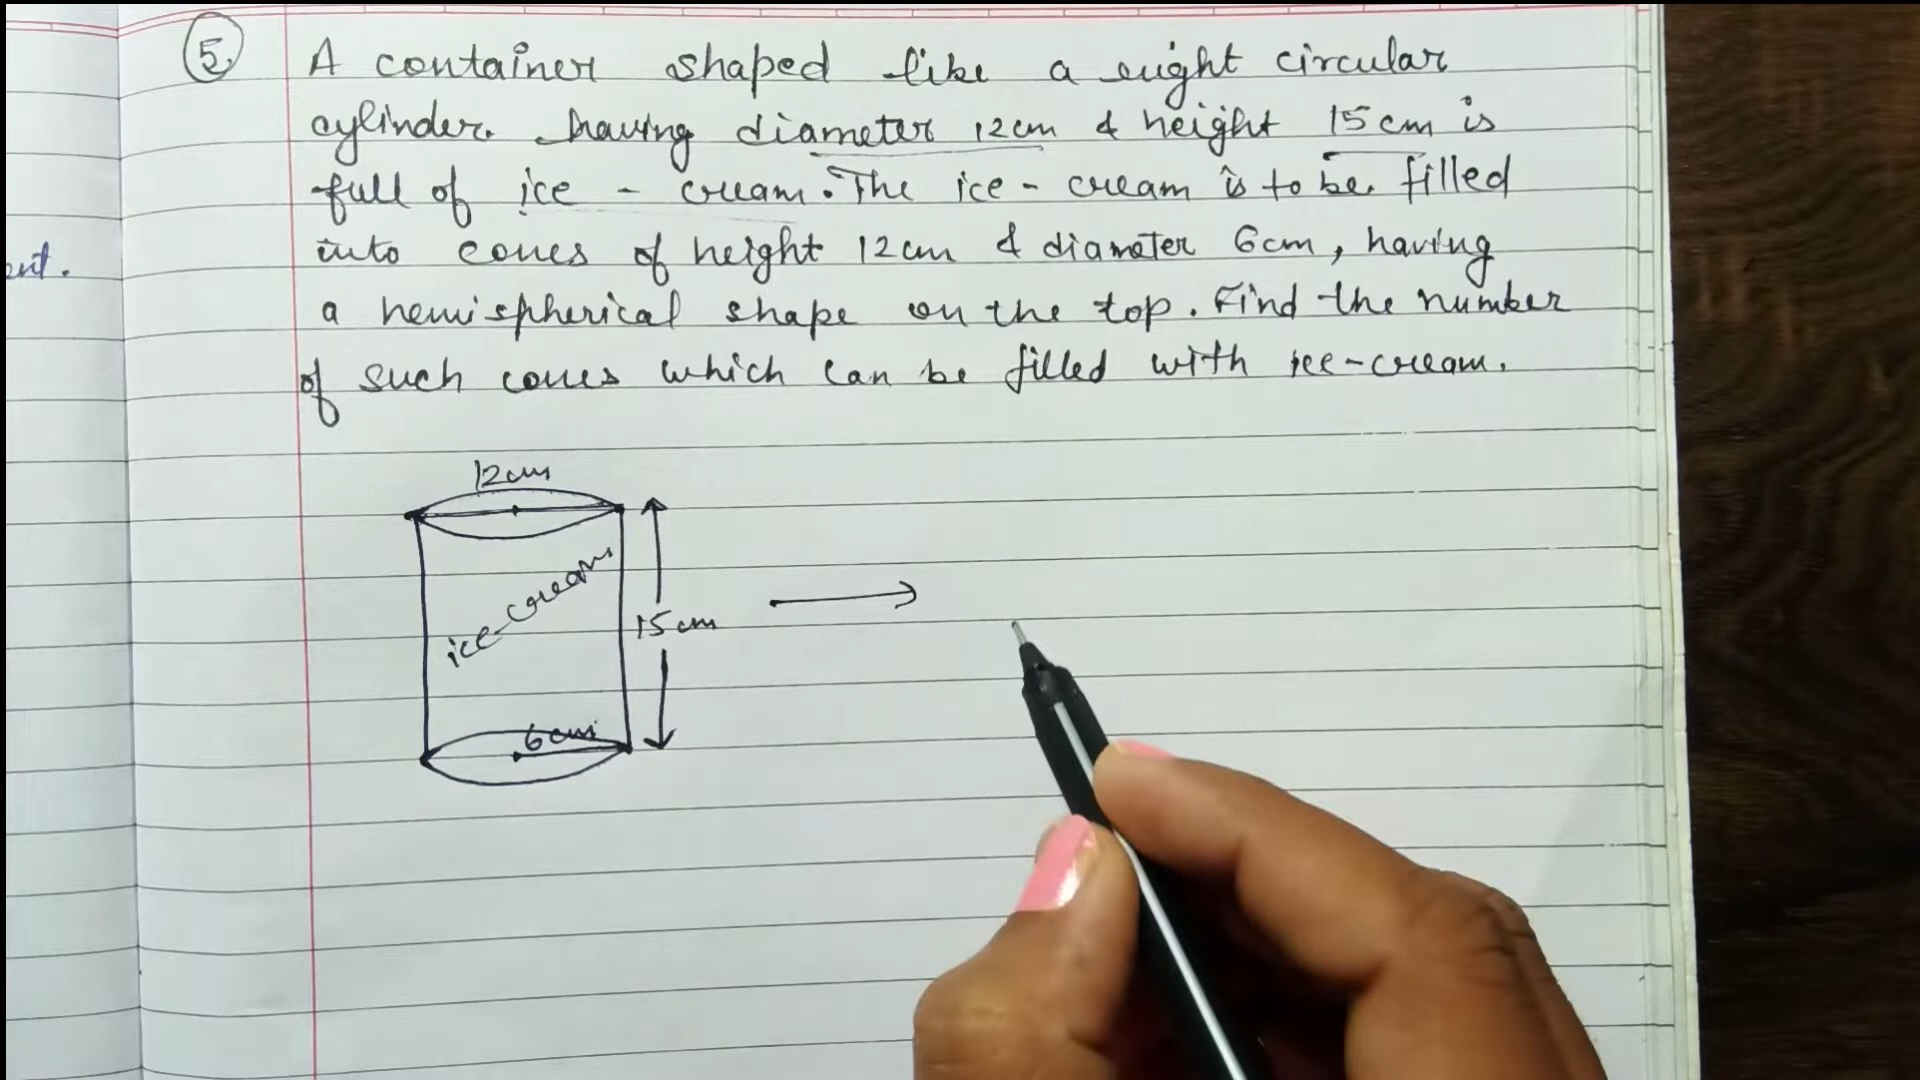 5.
A container shaped like a right circular
cylinder having diameter 12cm & height 15cm is
full of ice - cream. The ice - cream is to be filled
into cones of height 12cm & diameter 6cm, having
a hemispherical shape on the top. Find the number
of such cones which can be filled with ice-cream.
12cm
ice-cream
15cm
6cm